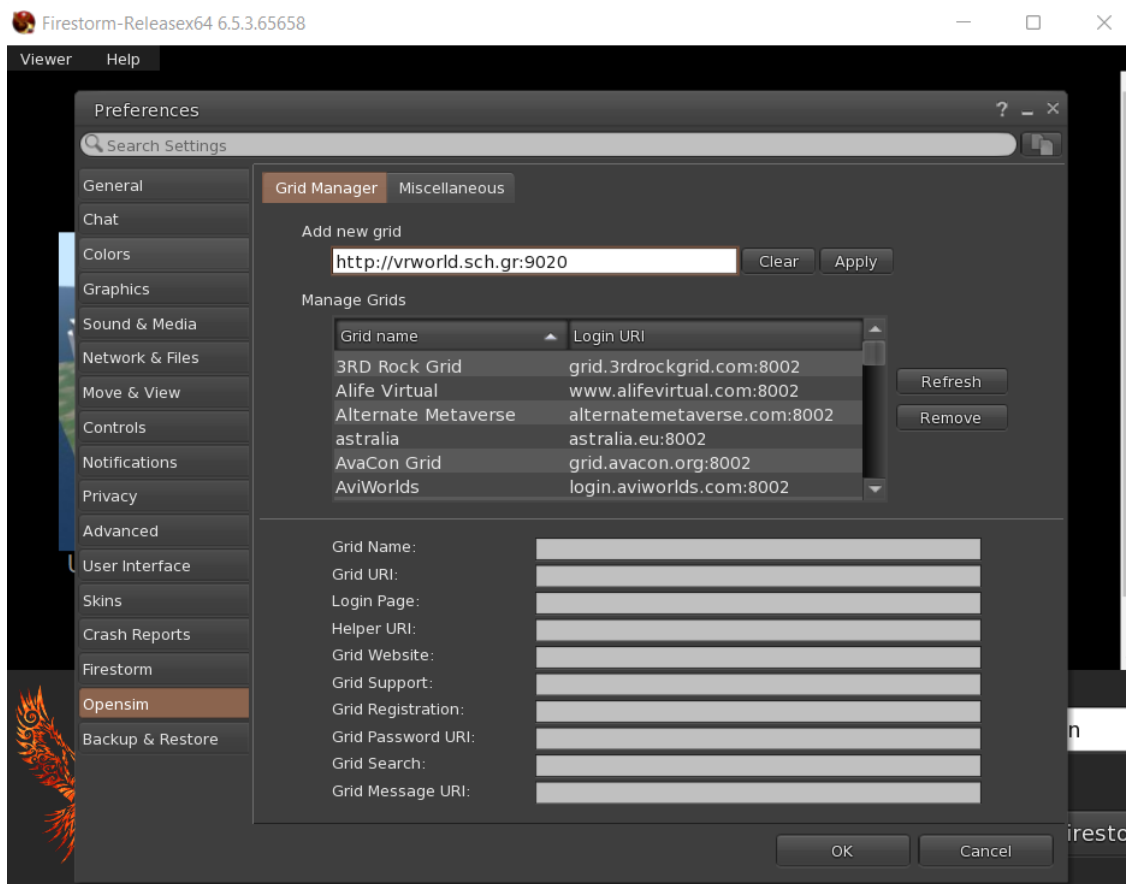 Firestorm-Releasex64 6.5.3.65658
Viewer Help
Preferences ?
Search Settings
General
Chat
Colors
Graphics
Sound & Media
Network & Files
Move & View
Controls
Notifications
Privacy
Advanced
User Interface
Skins
Crash Reports
Firestorm
Opensim
Backup & Restore
Grid Manager Miscellaneous
Add new grid
http://vrworld.sch.gr:9020 Clear Apply
Manage Grids
Grid name Login URI
3RD Rock Grid grid.3rdrockgrid.com:8002
Alife Virtual www.alifevirtual.com:8002
Alternate Metaverse alternatemetaverse.com:8002
astralia astralia.eu:8002
AvaCon Grid grid.avacon.org:8002
AviWorlds login.aviworlds.com:8002
Refresh
Remove
Grid Name:
Grid URI:
Login Page:
Helper URI:
Grid Website:
Grid Support:
Grid Registration:
Grid Password URI:
Grid Search:
Grid Message URI:
OK Cancel